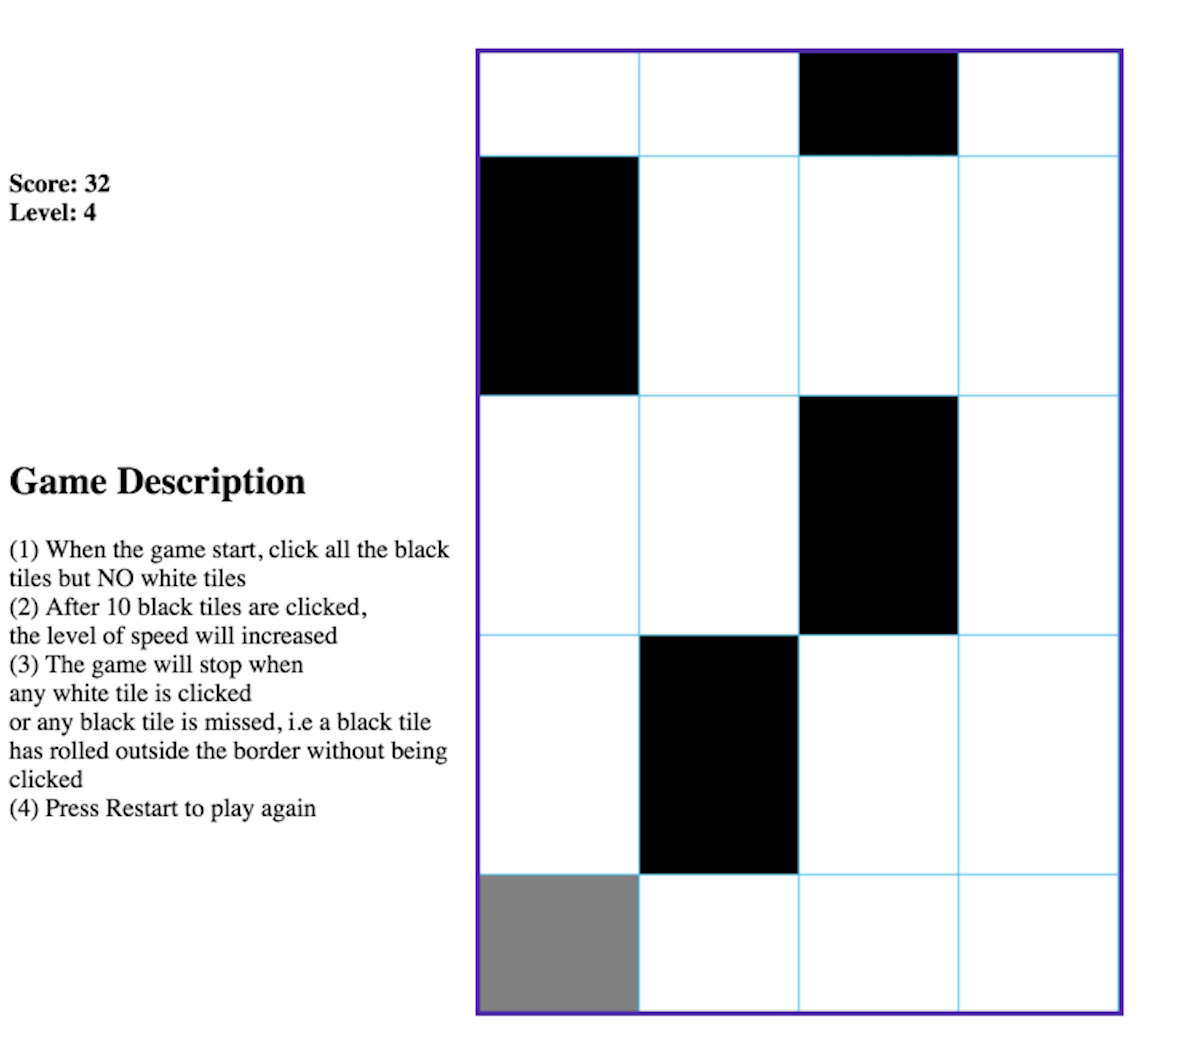 Score: 32
Level: 4
Game Description
(1) When the game start, click all the black
tiles but NO white tiles
(2) After 10 black tiles are clicked,
the level of speed will increased
(3) The game will stop when
any white tile is clicked
or any black tile is missed, i.e a black tile
has rolled outside the border without being
clicked
(4) Press Restart to play again